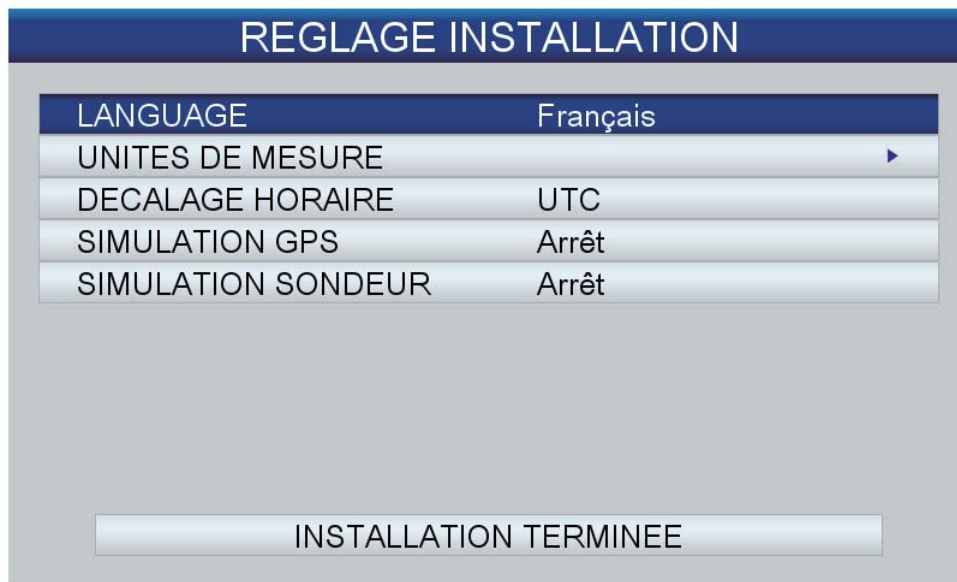 REGLAGE INSTALLATION
LANGUAGE Français
UNITES DE MESURE
DECALAGE HORAIRE UTC
SIMULATION GPS Arrêt
SIMULATION SONDEUR Arrêt
INSTALLATION TERMINEE